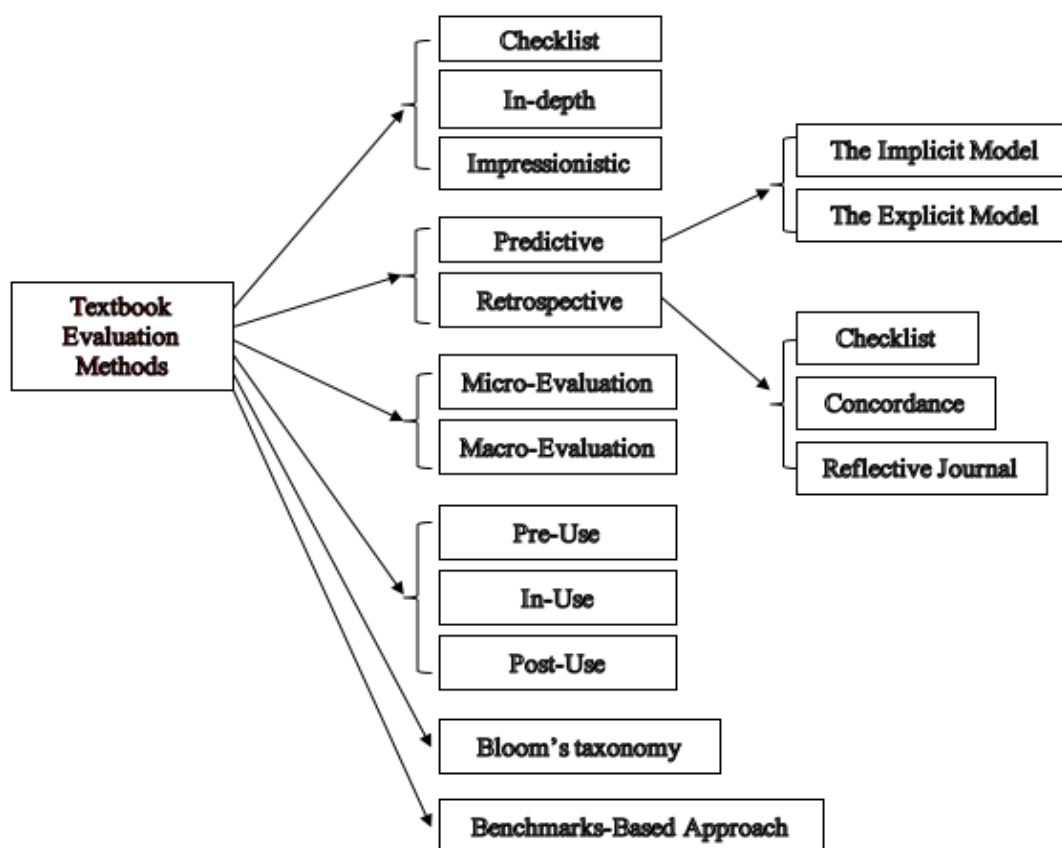 Textbook
Evaluation
Methods
Checklist
In-depth
Impressionistic
Predictive
Retrospective
Micro-Evaluation
Macro-Evaluation
Pre-Use
In-Use
Post-Use
Bloom’s taxonomy
Benchmarks-Based Approach
The Implicit Model
The Explicit Model
Checklist
Concordance
Reflective Journal